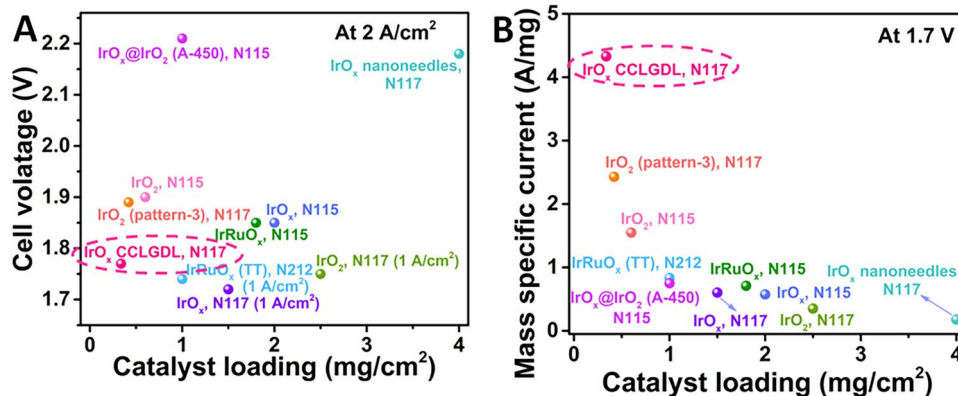 A
At 2 A/cm²
Cell volatage (V)
2.2
2.1
2.0
1.9
1.8
1.7
IrOₓ@IrO₂ (A-450), N115
IrOₓ nanoneedles,
N117
IrO₂, N115
IrO₂ (pattern-3), N117
IrOₓ, N115
IrRuOₓ, N115
IrOₓ CCLGDL, N117
IrRuOₓ (TT), N212
(1 A/cm²)
IrO₂, N117 (1 A/cm²)
IrOₓ, N117 (1 A/cm²)
0 1 2 3 4
Catalyst loading (mg/cm²)
B
At 1.7 V
Mass specific current (A/mg)
5
4
3
2
1
0
IrOₓ CCLGDL, N117
IrO₂ (pattern-3), N117
IrO₂, N115
IrRuOₓ (TT), N212
IrRuOₓ, N115
IrOₓ nanoneedles
N117
IrOₓ@IrO₂ (A-450)
N115
IrOₓ, N115
IrOₓ, N117
IrO₂, N117
0 1 2 3 4
Catalyst loading (mg/cm²)